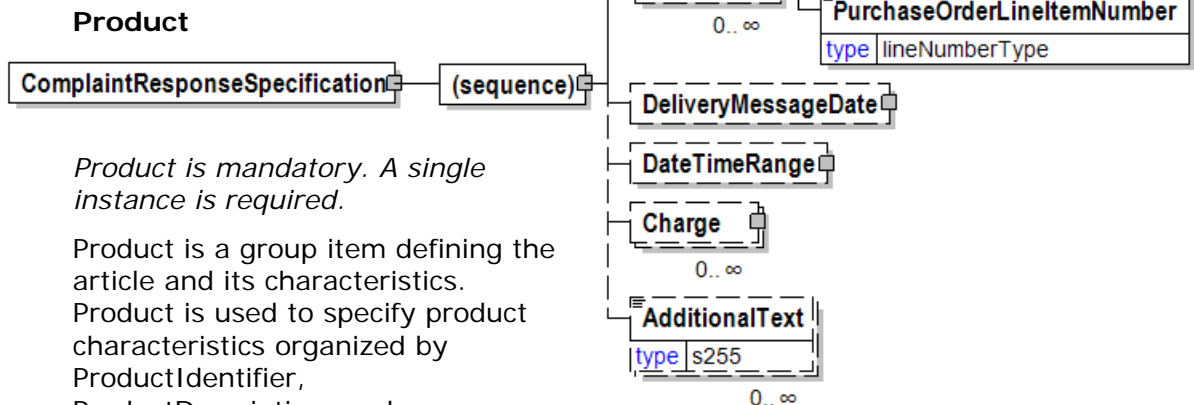 Product
0.. ∞
PurchaseOrderLineItemNumber
type lineNumberType
ComplaintResponseSpecification
(sequence)
DeliveryMessageDate
DateTimeRange
Charge
0.. ∞
AdditionalText
type s255
0.. ∞
Product is mandatory. A single
instance is required.
Product is a group item defining the
article and its characteristics.
Product is used to specify product
characteristics organized by
ProductIdentifier,